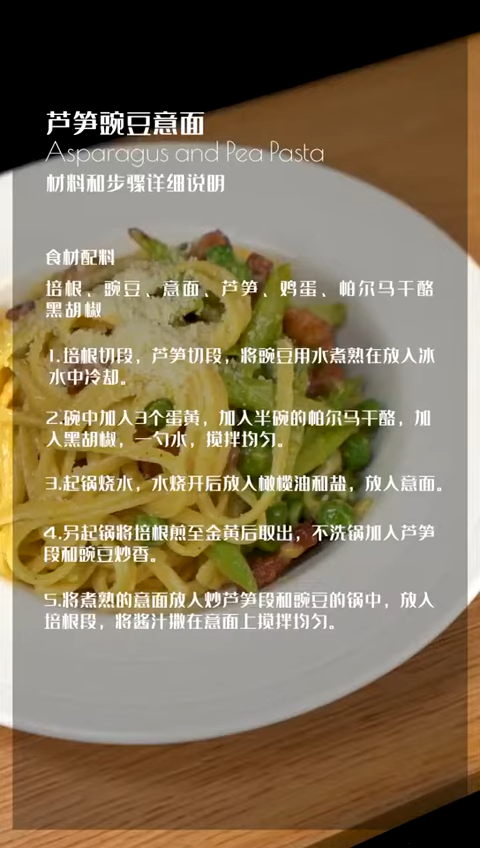 芦笋豌豆意面
Asparagus and Pea Pasta
材料和步骤详细说明
食材配料
培根、豌豆、意面、芦笋、鸡蛋、帕尔马干酪
黑胡椒
1.培根切段，芦笋切段，将豌豆用水煮熟在放入冰
水中冷却。
2.碗中加入3个蛋黄，加入半碗的帕尔马干酪，加
入黑胡椒，一勺水，搅拌均匀。
3.起锅烧水，水烧开后放入橄榄油和盐，放入意面。
4.另起锅将培根煎至金黄后取出，不洗锅加入芦笋
段和豌豆炒香。
5.将煮熟的意面放入炒芦笋段和豌豆的锅中，放入
培根段，将酱汁撒在意面上搅拌均匀。